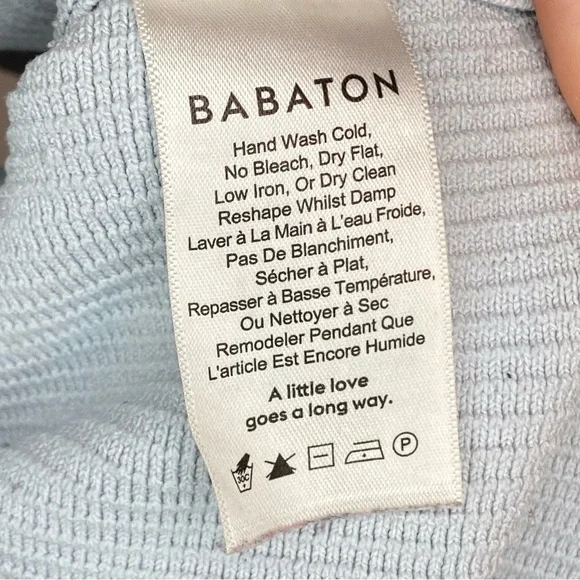 BABATON
Hand Wash Cold,
No Bleach, Dry Flat,
Low Iron, Or Dry Clean
Reshape Whilst Damp
Laver à La Main à L'eau Froide,
Pas De Blanchiment,
Sécher à Plat,
Repasser à Basse Température,
Ou Nettoyer à Sec
Remodeler Pendant Que
L'article Est Encore Humide
A little love
goes a long way.
30C P